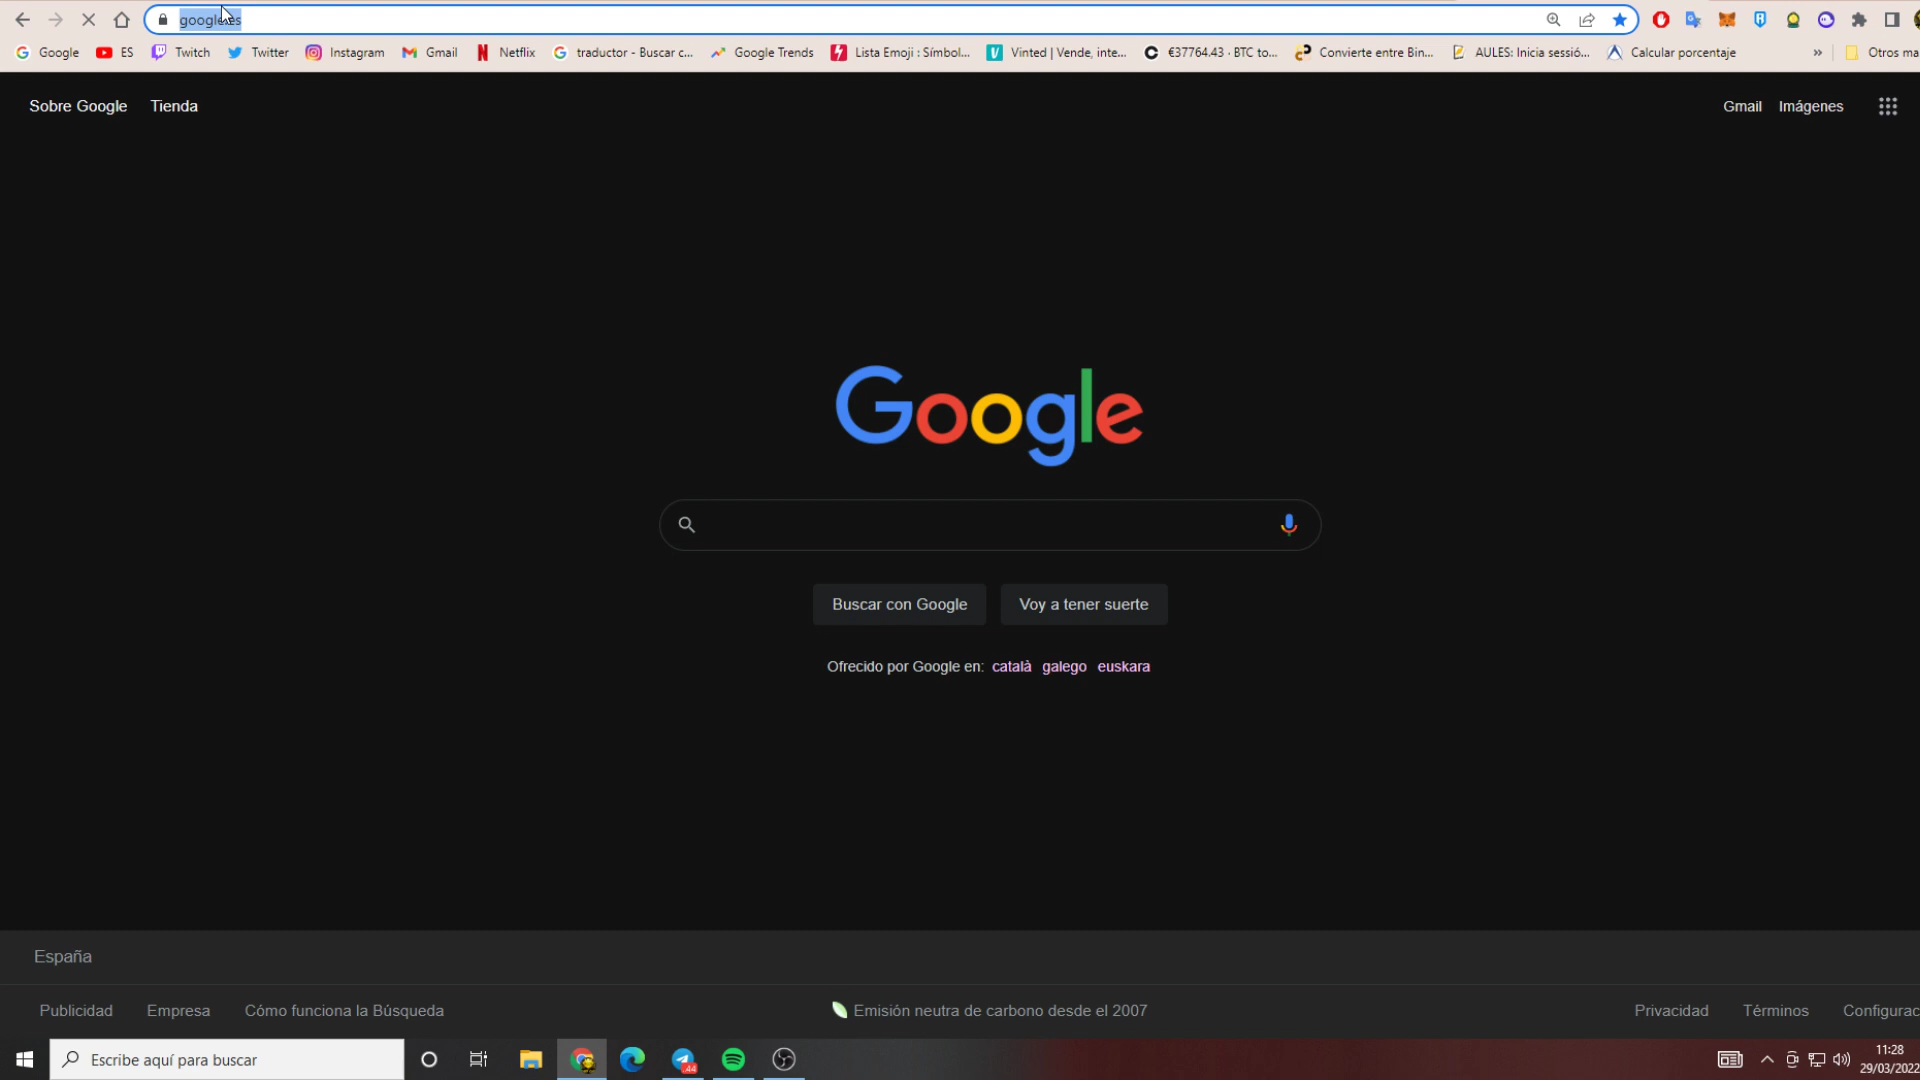 google.es
Google ES Twitch Twitter Instagram Gmail Netflix traductor - Buscar c... Google Trends Lista Emoji : Símbol... Vinted | Vende, inte... €37764.43 · BTC to... Convierte entre Bin... AULES: Inicia sessió... Calcular porcentaje » Otros ma
Sobre Google Tienda Gmail Imágenes
Google
Buscar con Google Voy a tener suerte
Ofrecido por Google en: català galego euskara
España
Publicidad Empresa Cómo funciona la Búsqueda Emisión neutra de carbono desde el 2007 Privacidad Términos Configurac
Escribe aquí para buscar .44 11:28
29/03/2022